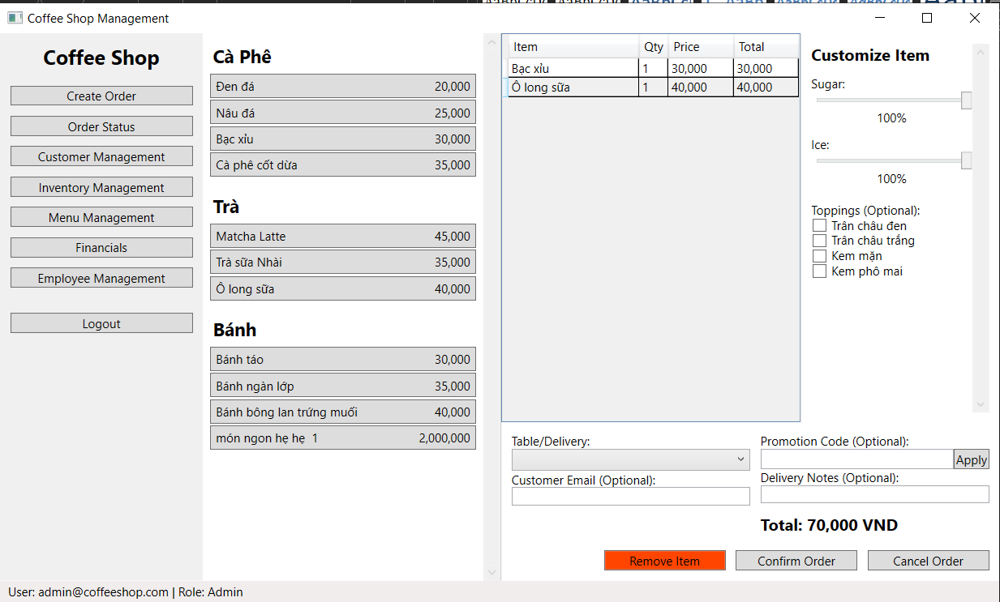 Coffee Shop Management
Coffee Shop
Create Order
Order Status
Customer Management
Inventory Management
Menu Management
Financials
Employee Management
Logout
Cà Phê
Đen đá 20,000
Nâu đá 25,000
Bạc xỉu 30,000
Cà phê cốt dừa 35,000
Trà
Matcha Latte 45,000
Trà sữa Nhài 35,000
Ô long sữa 40,000
Bánh
Bánh táo 30,000
Bánh ngàn lớp 35,000
Bánh bông lan trứng muối 40,000
món ngon hẹ hẹ 1 2,000,000
Item Qty Price Total
Bạc xỉu 1 30,000 30,000
Ô long sữa 1 40,000 40,000
Customize Item
Sugar:
100%
Ice:
100%
Toppings (Optional):
Trân châu đen
Trân châu trắng
Kem mặn
Kem phô mai
Table/Delivery:
Customer Email (Optional):
Promotion Code (Optional):
Apply
Delivery Notes (Optional):
Total: 70,000 VND
Remove Item
Confirm Order
Cancel Order
User: admin@coffeeshop.com | Role: Admin